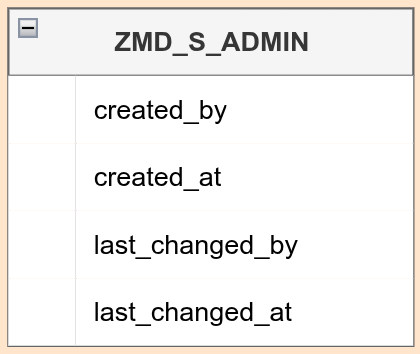 ZMD_S_ADMIN
created_by
created_at
last_changed_by
last_changed_at